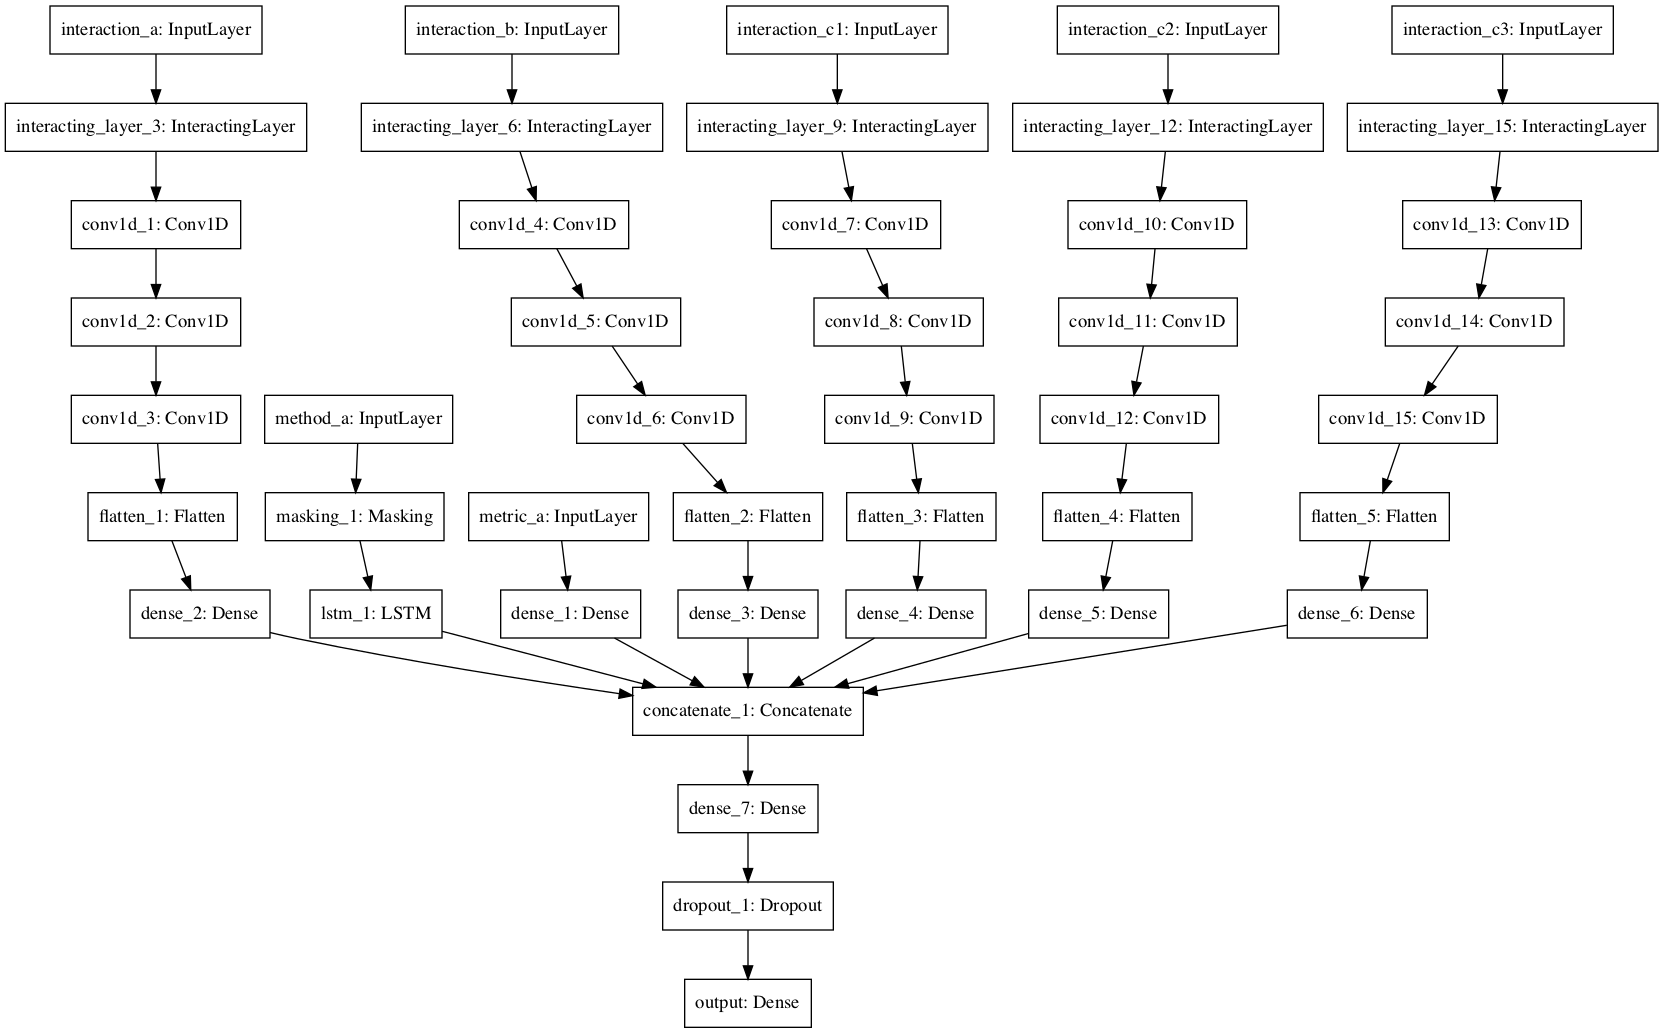 interaction_a: InputLayer
interaction_b: InputLayer
interaction_c1: InputLayer
interaction_c2: InputLayer
interaction_c3: InputLayer
interacting_layer_3: InteractingLayer
interacting_layer_6: InteractingLayer
interacting_layer_9: InteractingLayer
interacting_layer_12: InteractingLayer
interacting_layer_15: InteractingLayer
conv1d_1: Conv1D
conv1d_4: Conv1D
conv1d_7: Conv1D
conv1d_10: Conv1D
conv1d_13: Conv1D
conv1d_2: Conv1D
conv1d_5: Conv1D
conv1d_8: Conv1D
conv1d_11: Conv1D
conv1d_14: Conv1D
conv1d_3: Conv1D
method_a: InputLayer
conv1d_6: Conv1D
conv1d_9: Conv1D
conv1d_12: Conv1D
conv1d_15: Conv1D
flatten_1: Flatten
masking_1: Masking
metric_a: InputLayer
flatten_2: Flatten
flatten_3: Flatten
flatten_4: Flatten
flatten_5: Flatten
dense_2: Dense
lstm_1: LSTM
dense_1: Dense
dense_3: Dense
dense_4: Dense
dense_5: Dense
dense_6: Dense
concatenate_1: Concatenate
dense_7: Dense
dropout_1: Dropout
output: Dense